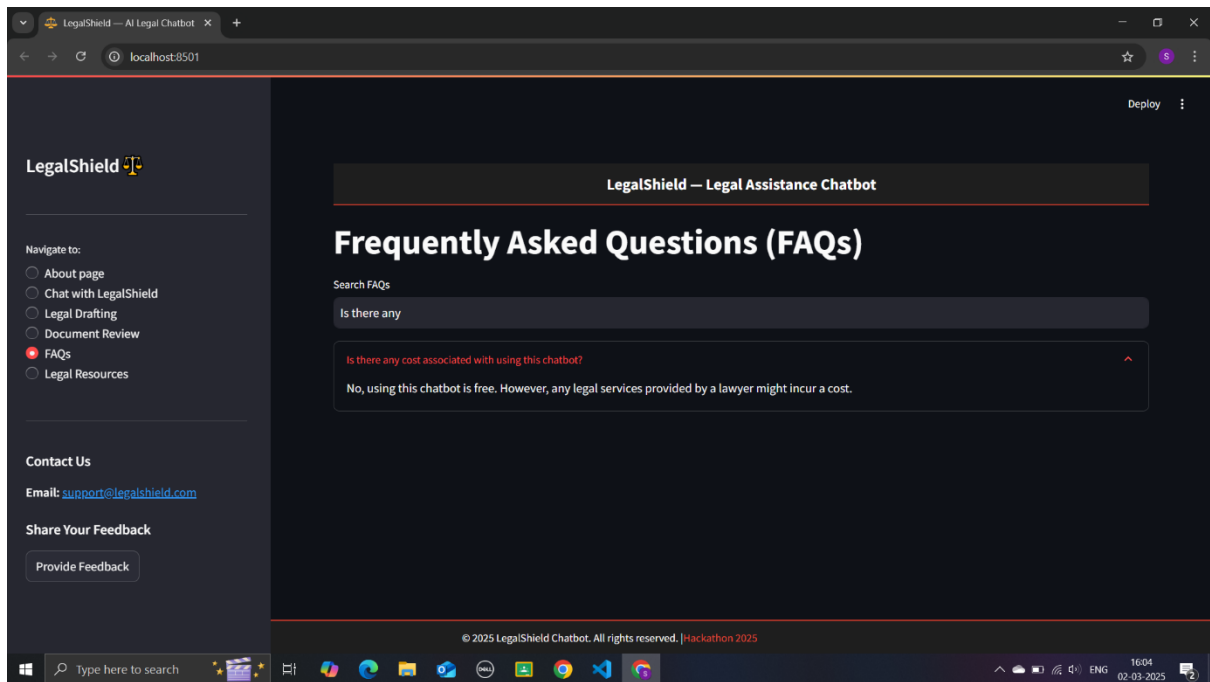 LegalShield — AI Legal Chatbot
localhost:8501
S
Deploy
LegalShield
Navigate to:
About page
Chat with LegalShield
Legal Drafting
Document Review
FAQs
Legal Resources
Contact Us
Email: support@legalshield.com
Share Your Feedback
Provide Feedback
LegalShield — Legal Assistance Chatbot
Frequently Asked Questions (FAQs)
Search FAQs
Is there any
Is there any cost associated with using this chatbot?
No, using this chatbot is free. However, any legal services provided by a lawyer might incur a cost.
© 2025 LegalShield Chatbot. All rights reserved. |Hackathon 2025
Type here to search
DELL
S
ENG
16:04
02-03-2025
2